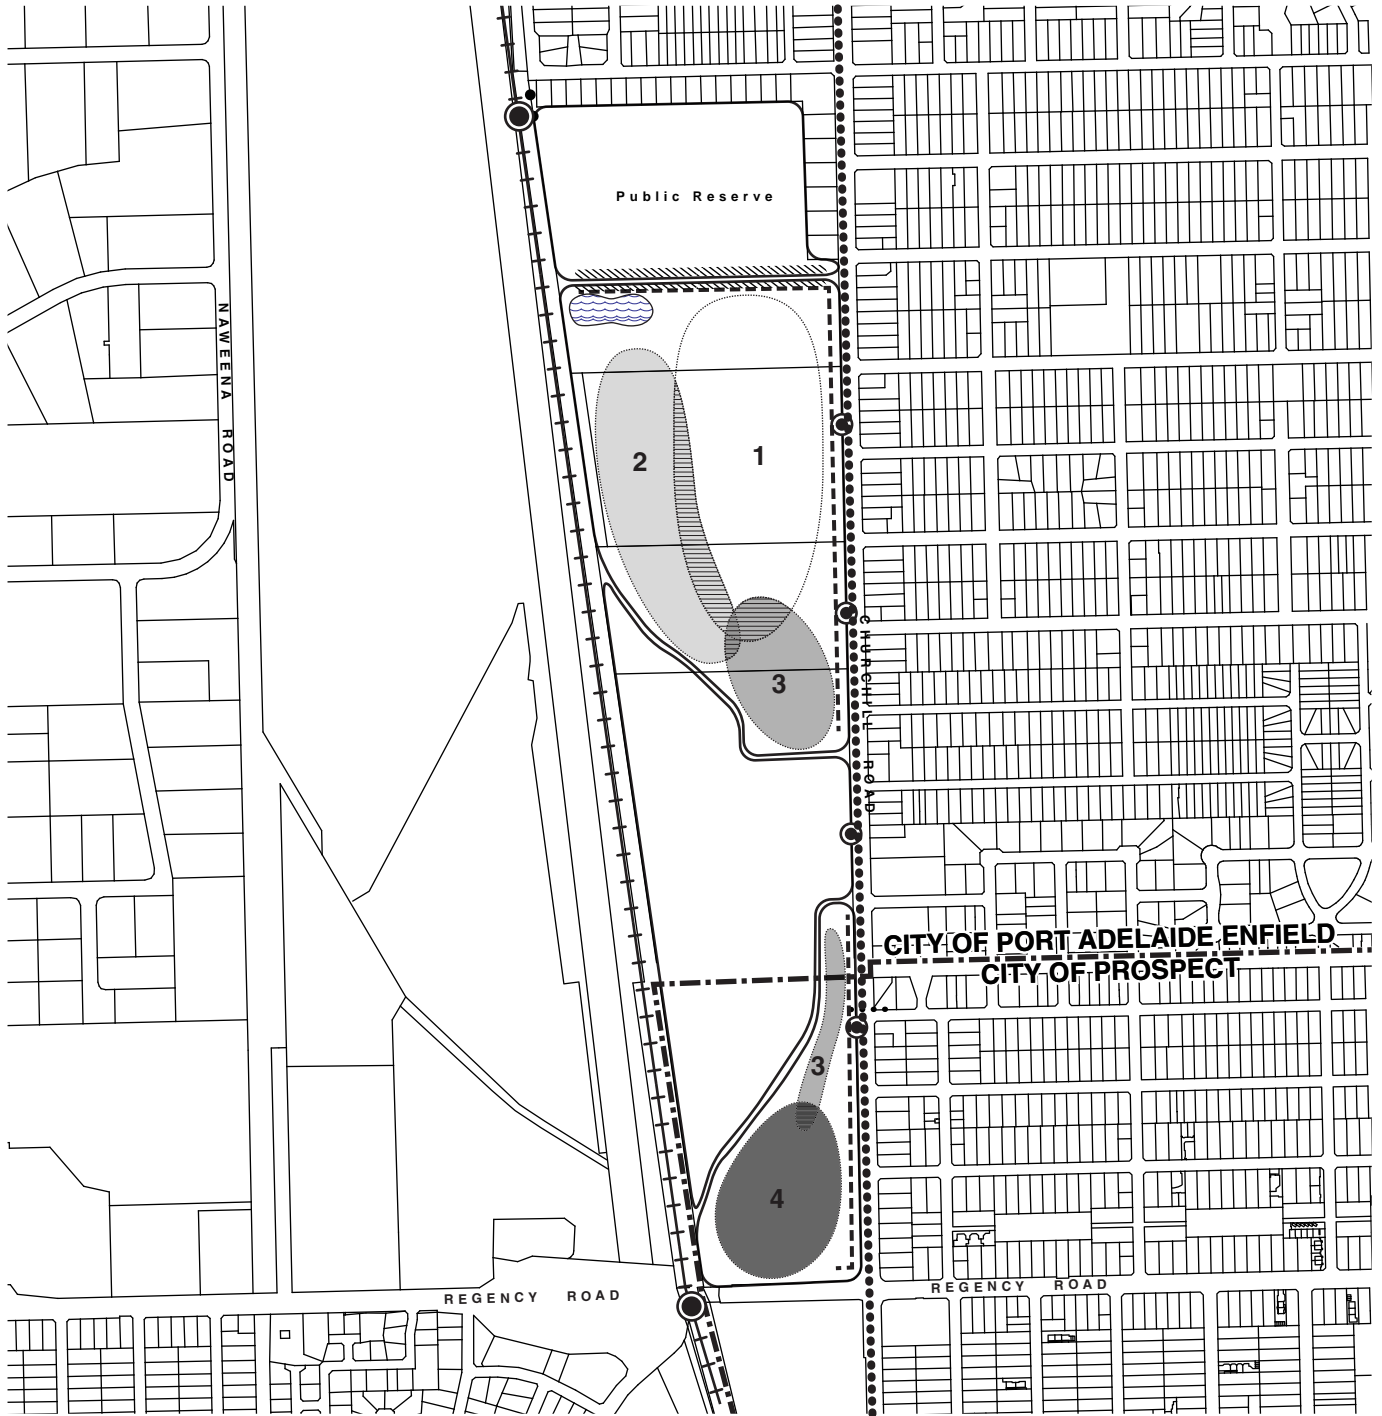 Public Reserve
NAWEENA ROAD
2
1
3
CHURCHILL ROAD
CITY OF PORT ADELAIDE ENFIELD
CITY OF PROSPECT
3
4
REGENCY ROAD
REGENCY ROAD